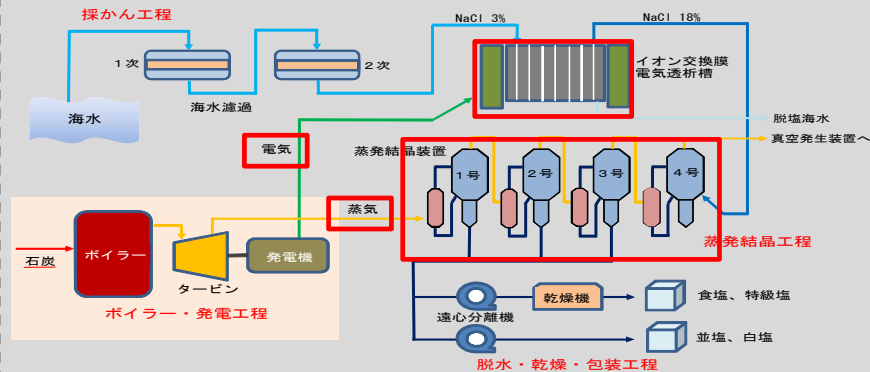 採かん工程
NaCl 3%
NaCl 18%
1次
2次
イオン交換膜
電気透析槽
海水
海水濾過
脱塩海水
電気
蒸発結晶装置
真空発生装置へ
1号
2号
3号
4号
蒸気
蒸発結晶工程
石炭
ボイラー
タービン
発電機
ボイラー・発電工程
遠心分離機
乾燥機
食塩、特級塩
並塩、白塩
脱水・乾燥・包装工程